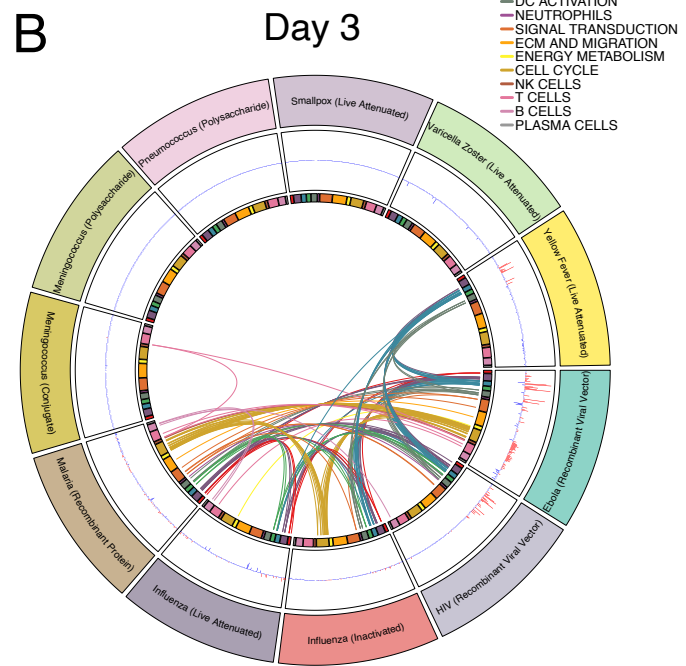 B
Day 3
DC ACTIVATION
NEUTROPHILS
SIGNAL TRANSDUCTION
ECM AND MIGRATION
ENERGY METABOLISM
CELL CYCLE
NK CELLS
T CELLS
B CELLS
PLASMA CELLS
Smallpox (Live Attenuated)
Varicella Zoster (Live Attenuated)
Yellow Fever (Live Attenuated)
Ebola (Recombinant Viral Vector)
HIV (Recombinant Viral Vector)
Influenza (Inactivated)
Influenza (Live Attenuated)
Malaria (Recombinant Protein)
Meningococcus (Conjugate)
Meningococcus (Polysaccharide)
Pneumococcus (Polysaccharide)